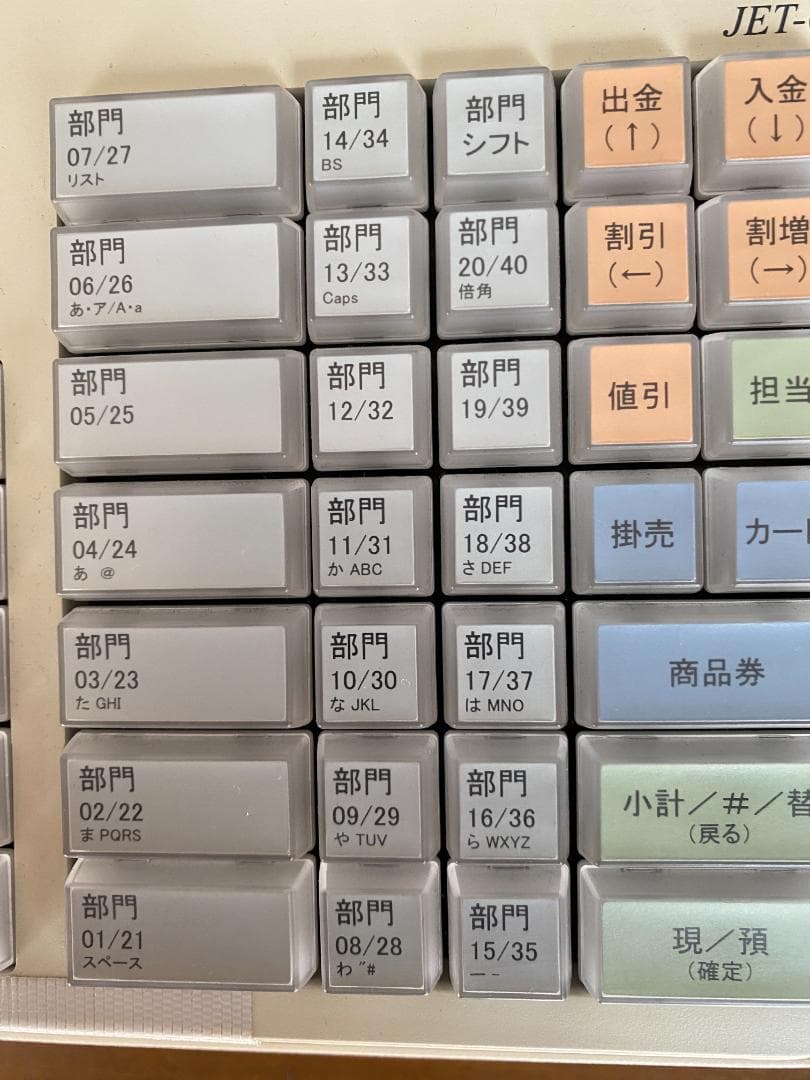 JET-
部門
07/27
リスト
部門
14/34
BS
部門
シフト
出金
(↑)
入金
(↓)
部門
06/26
あ・ア/A・a
部門
13/33
Caps
部門
20/40
倍角
割引
(←)
割増
(→)
部門
05/25
部門
12/32
部門
19/39
値引
担当
部門
04/24
あ @
部門
11/31
か ABC
部門
18/38
さ DEF
掛売
カード
部門
03/23
た GHI
部門
10/30
な JKL
部門
17/37
は MNO
商品券
部門
02/22
ま PQRS
部門
09/29
や TUV
部門
16/36
ら WXYZ
小計/#/替
(戻る)
部門
01/21
スペース
部門
08/28
わ ゛#
部門
15/35
ー -
現/預
(確定)